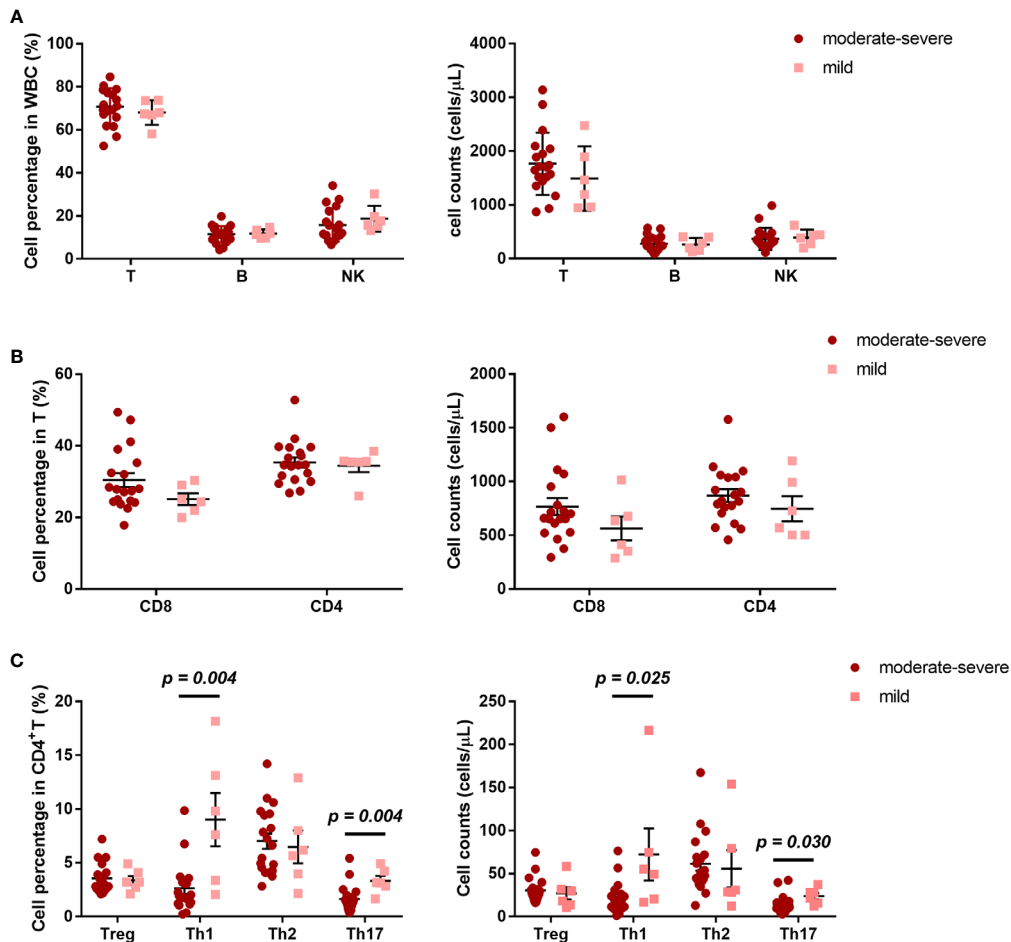 A
Cell percentage in WBC (%)
100
80
60
40
20
0
T B NK
cell counts (cells/μL)
4000
3000
2000
1000
0
T B NK
moderate-severe
mild
B
Cell percentage in T (%)
60
40
20
0
CD8 CD4
Cell counts (cells/μL)
2000
1500
1000
500
0
CD8 CD4
moderate-severe
mild
C
Cell percentage in CD4+T (%)
20
15
10
5
0
p = 0.004
p = 0.004
Treg Th1 Th2 Th17
Cell counts (cells/μL)
250
200
150
100
50
0
p = 0.025
p = 0.030
Treg Th1 Th2 Th17
moderate-severe
mild